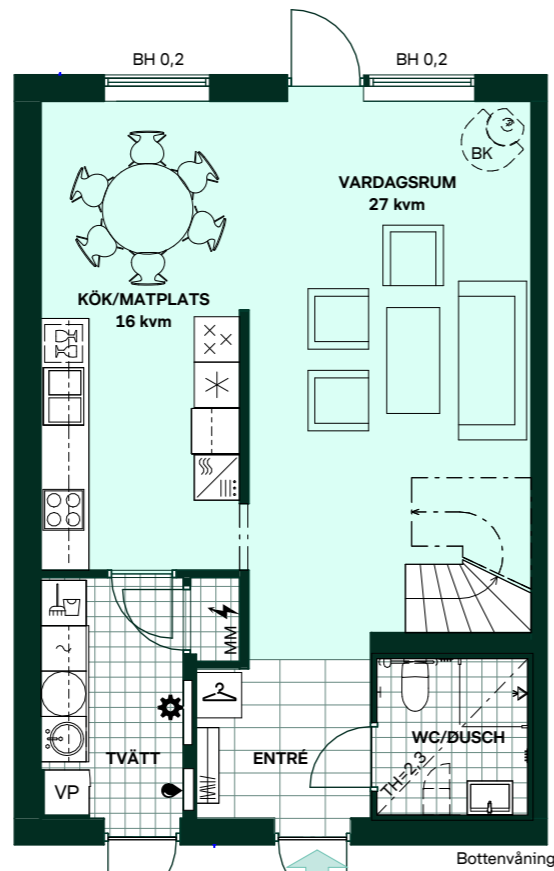 BH 0,2
BH 0,2
BK
VARDAGSRUM
27 kvm
KÖK/MATPLATS
16 kvm
MM
WC/DUSCH
TVÄTT
ENTRÉ
TH=2,3
VP
Bottenvåning